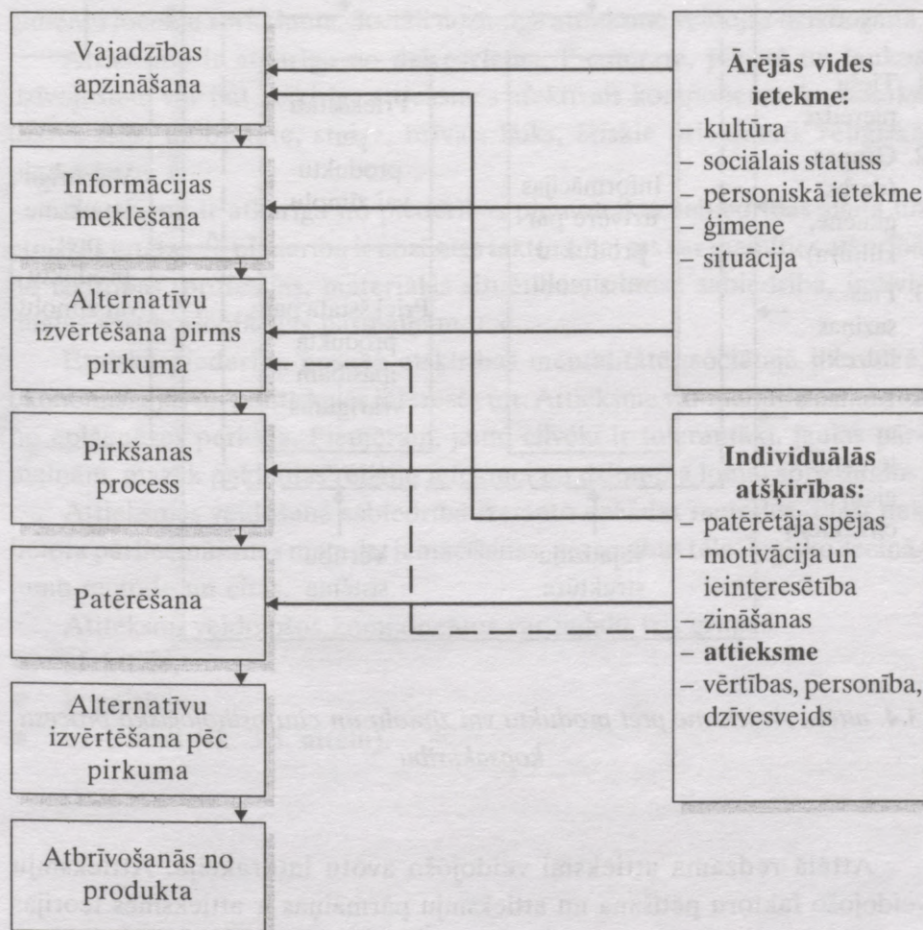 Vajadzības
apzināšana
Informācijas
meklēšana
Alternatīvu
izvērtēšana pirms
pirkuma
Pirkšanas
process
Patērēšana
Alternatīvu
izvērtēšana pēc
pirkuma
Atbrīvošanās no
produkta
Ārējās vides
ietekme:
– kultūra
– sociālais statuss
– personiskā ietekme
– ģimene
– situācija
Individuālās
atšķirības:
– patērētāja spējas
– motivācija un
ieinteresētība
– zināšanas
– attieksme
– vērtības, personība,
dzīvesveids